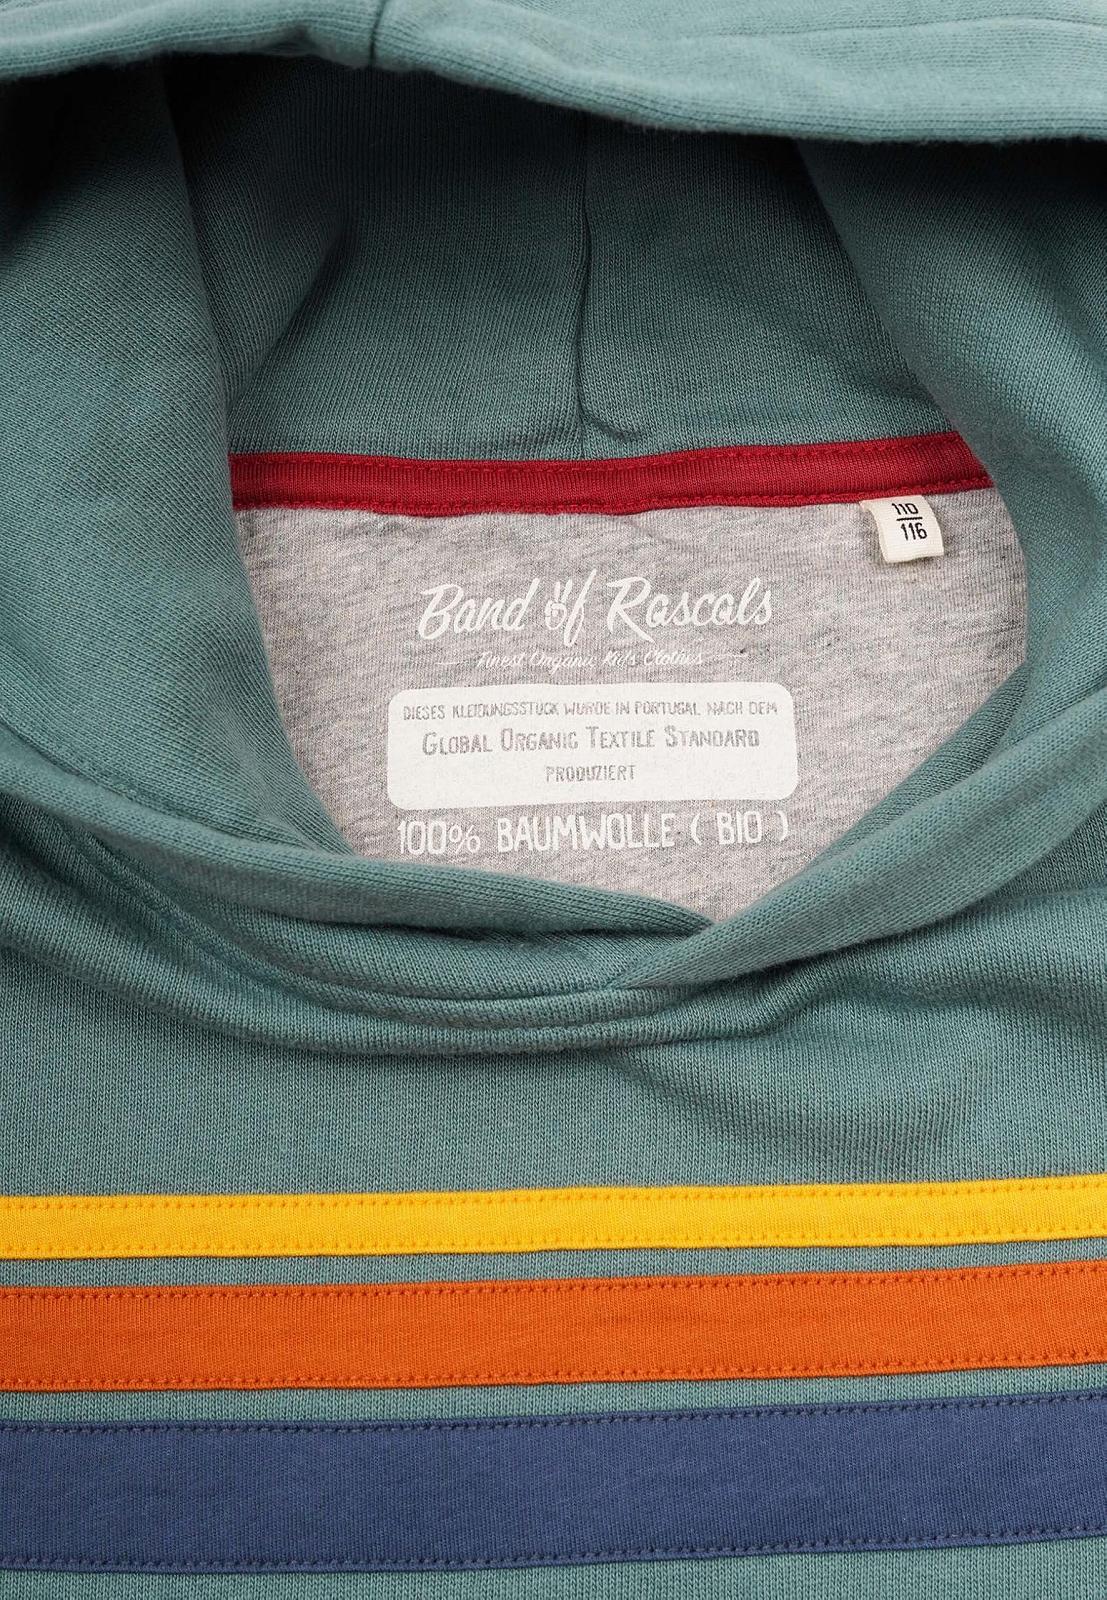 110
116
Band of Rascals
Finest Organic Kids Clothes
DIESES KLEIDUNGSSTÜCK WURDE IN PORTUGAL NACH DEM
GLOBAL ORGANIC TEXTILE STANDARD
PRODUZIERT
100% BAUMWOLLE ( BIO )